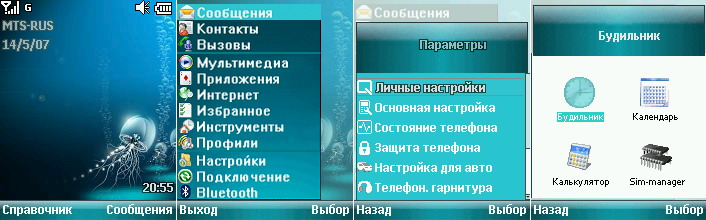 G
MTS-RUS
14/5/07
20:55
Справочник Сообщения
Сообщения
Контакты
Вызовы
Мультимедиа
Приложения
Интернет
Избранное
Инструменты
Профили
Настройки
Подключение
Bluetooth
Выход Выбор
Сообщения
Параметры
Личные настройки
Основная настройка
Состояние телефона
Защита телефона
Настройка для авто
Телефон. гарнитура
Назад Выбор
Будильник
Будильник Календарь
Калькулятор Sim-manager
Назад Выбор